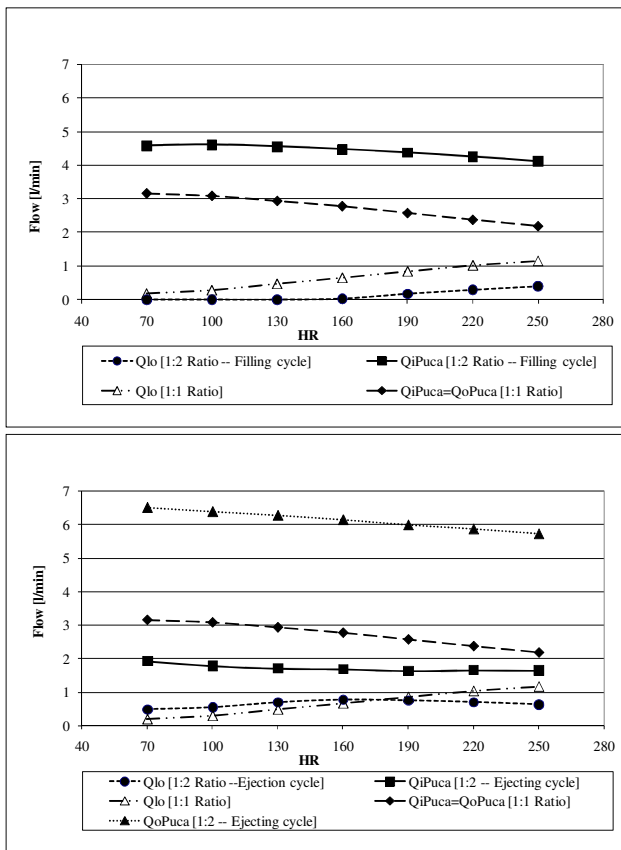 7
6
5
4
3
2
1
0
Flow [l/min]
40 70 100 130 160 190 220 250 280
HR
Qlo [1:2 Ratio -- Filling cycle] QiPuca [1:2 Ratio -- Filling cycle]
Qlo [1:1 Ratio] QiPuca=QoPuca [1:1 Ratio]
7
6
5
4
3
2
1
0
Flow [l/min]
40 70 100 130 160 190 220 250 280
HR
Qlo [1:2 Ratio --Ejection cycle] QiPuca [1:2 -- Ejecting cycle]
Qlo [1:1 Ratio] QiPuca=QoPuca [1:1 Ratio]
QoPuca [1:2 -- Ejecting cycle]